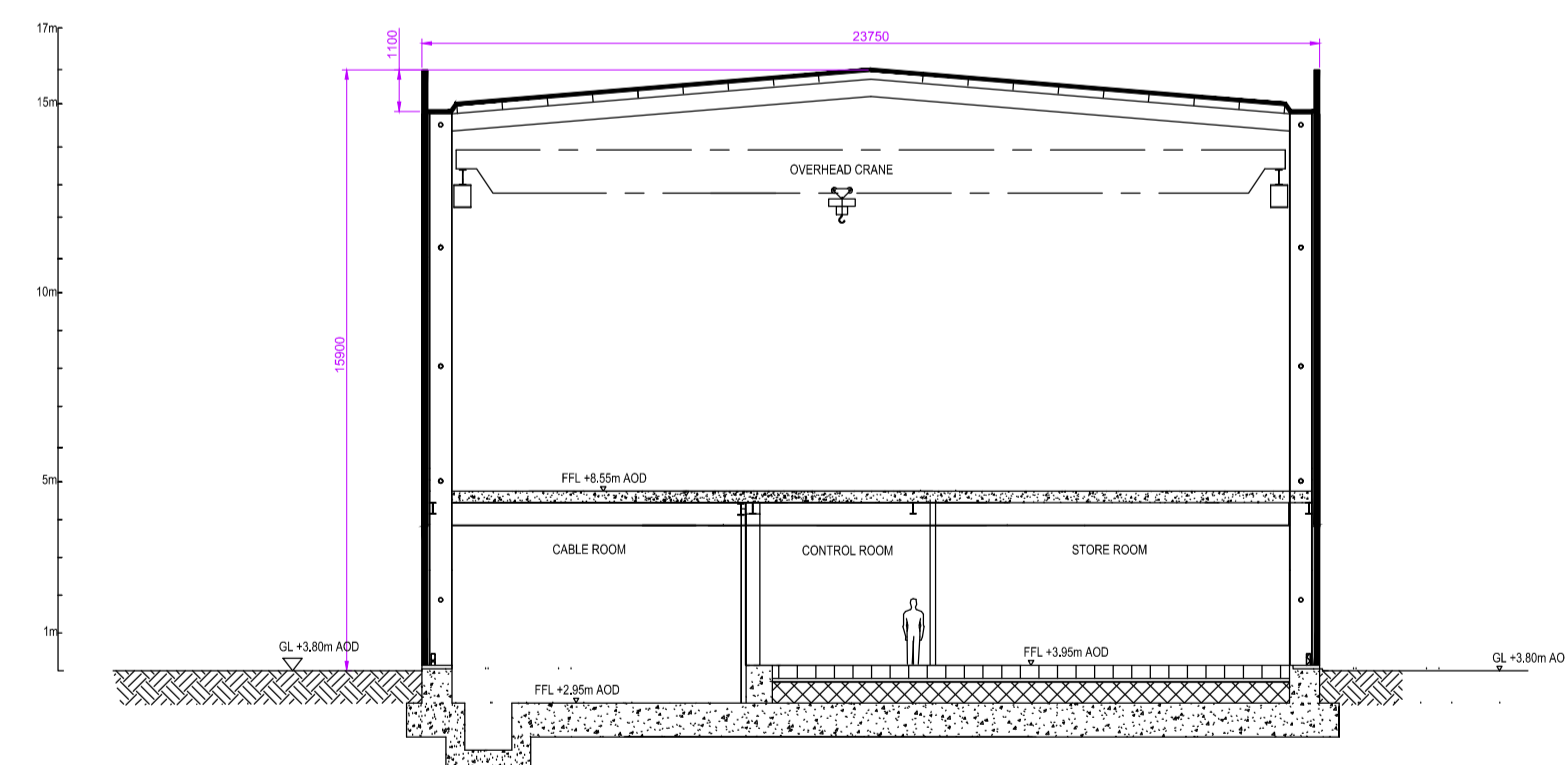 17m
1100
23750
15m
OVERHEAD CRANE
10m
15900
5m
FFL +8.55m AOD
CABLE ROOM
CONTROL ROOM
STORE ROOM
1m
GL +3.80m AOD
FFL +3.95m AOD
GL +3.80m AO
FFL +2.95m AOD